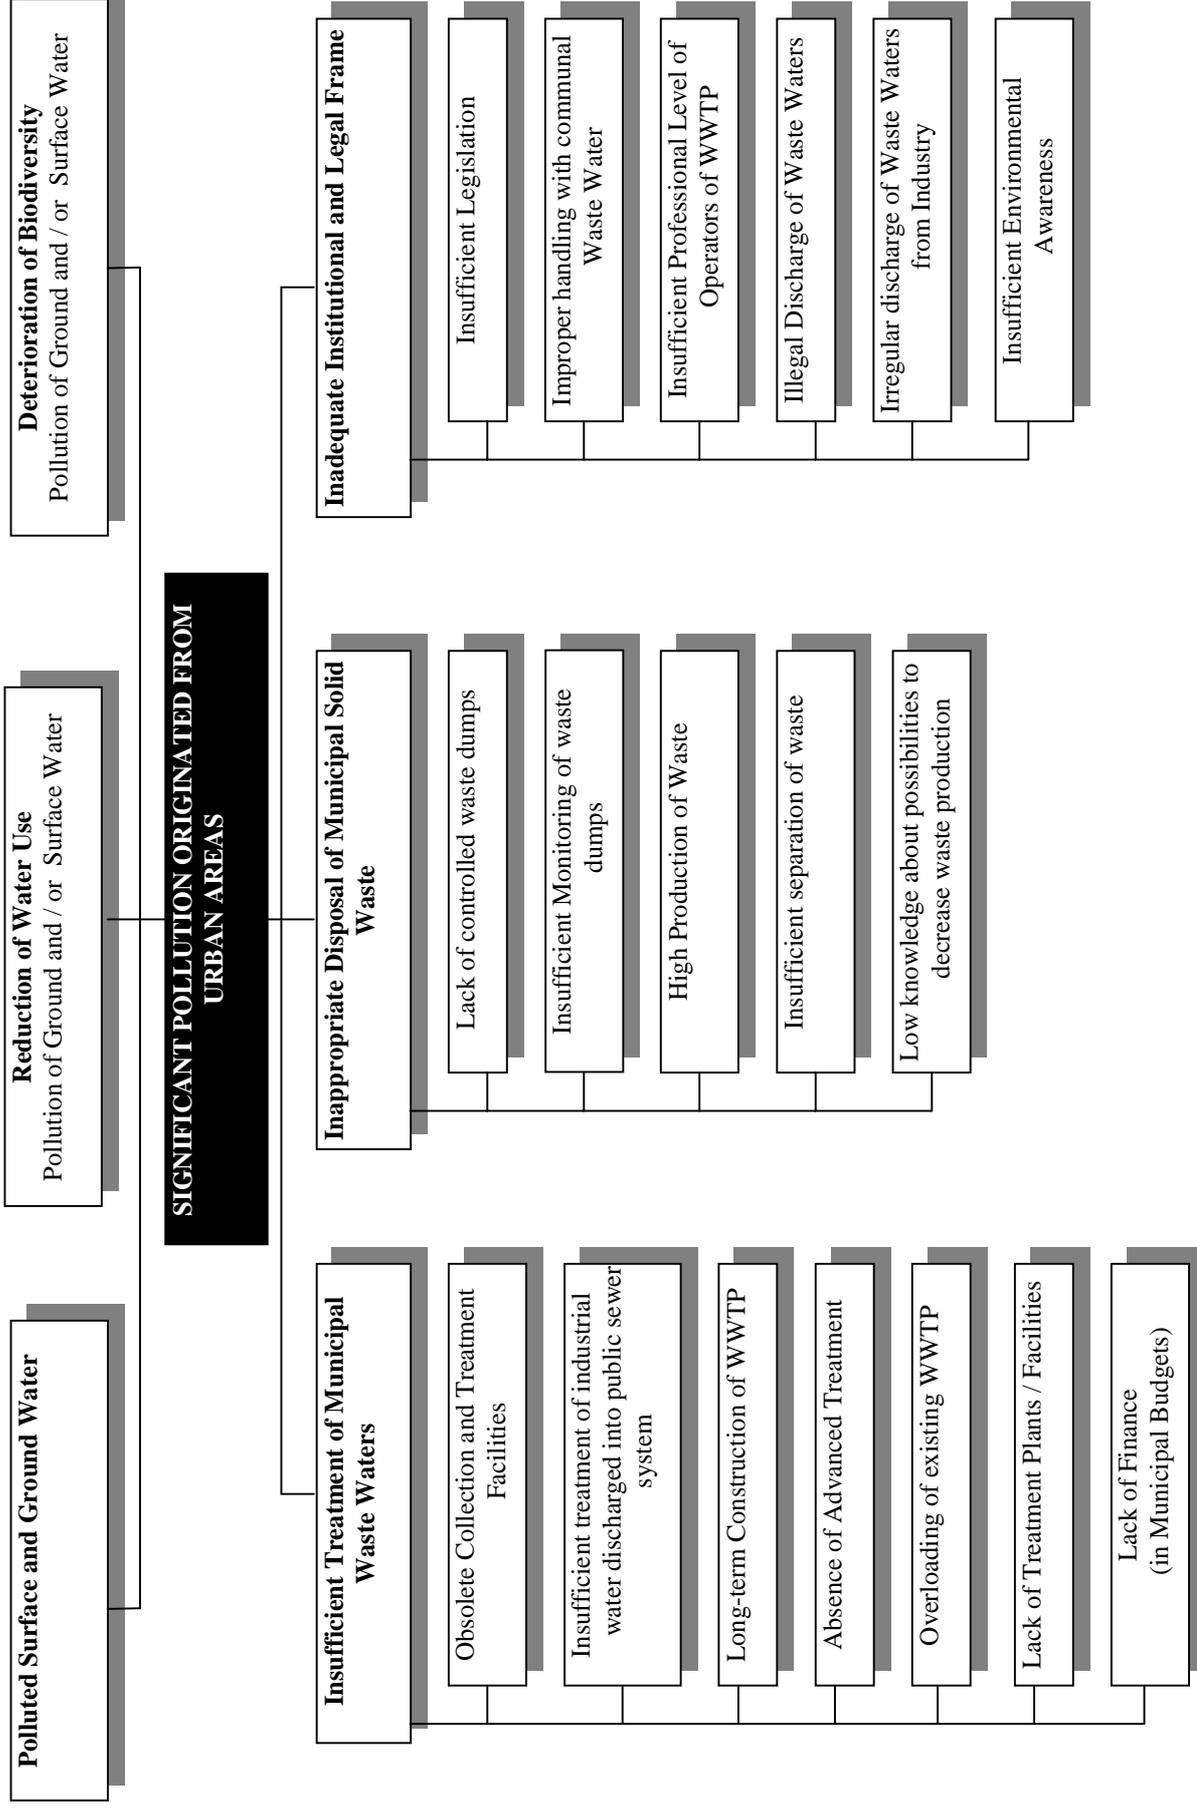 Polluted Surface and Ground Water
Reduction of Water Use
Pollution of Ground and / or Surface Water
Deterioration of Biodiversity
Pollution of Ground and / or Surface Water
SIGNIFICANT POLLUTION ORIGINATED FROM
URBAN AREAS
Insufficient Treatment of Municipal
Waste Waters
Obsolete Collection and Treatment
Facilities
Insufficient treatment of industrial
water discharged into public sewer
system
Long-term Construction of WWTP
Absence of Advanced Treatment
Overloading of existing WWTP
Lack of Treatment Plants / Facilities
Lack of Finance
(in Municipal Budgets)
Inappropriate Disposal of Municipal Solid
Waste
Lack of controlled waste dumps
Insufficient Monitoring of waste
dumps
High Production of Waste
Insufficient separation of waste
Low knowledge about possibilities to
decrease waste production
Inadequate Institutional and Legal Frame
Insufficient Legislation
Improper handling with communal
Waste Water
Insufficient Professional Level of
Operators of WWTP
Illegal Discharge of Waste Waters
Irregular discharge of Waste Waters
from Industry
Insufficient Environmental
Awareness